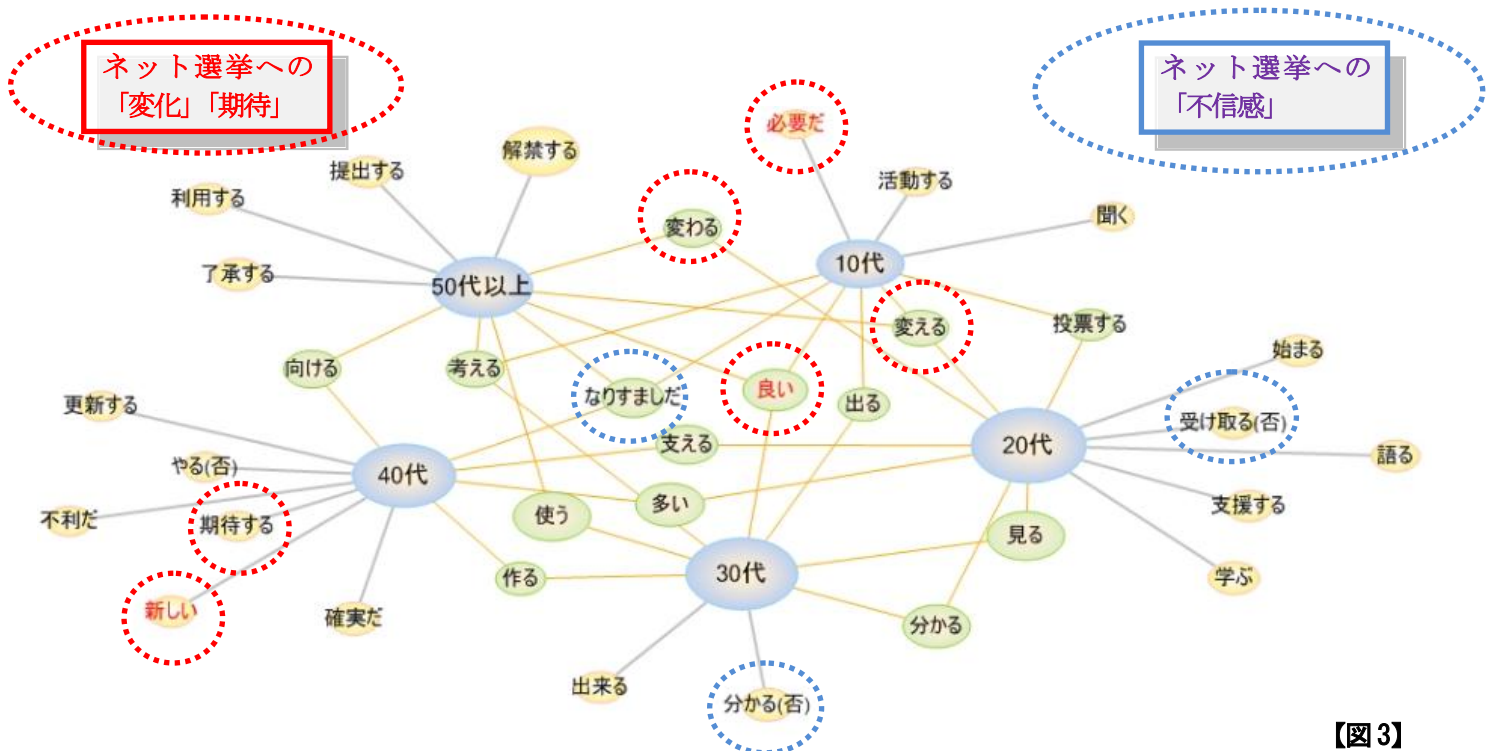 ネット選挙への
「変化」「期待」
ネット選挙への
「不信感」
必要だ
解禁する
提出する
活動する
利用する
聞く
変わる
了承する
10代
50代以上
変える
投票する
始まる
向ける
考える
なりすましだ
良い
出る
更新する
受け取る(否)
支える
20代
語る
やる(否)
40代
不利だ
期待する
使う
多い
支援する
見る
作る
30代
学ぶ
新しい
確実だ
分かる
出来る
分かる(否)
【図3】